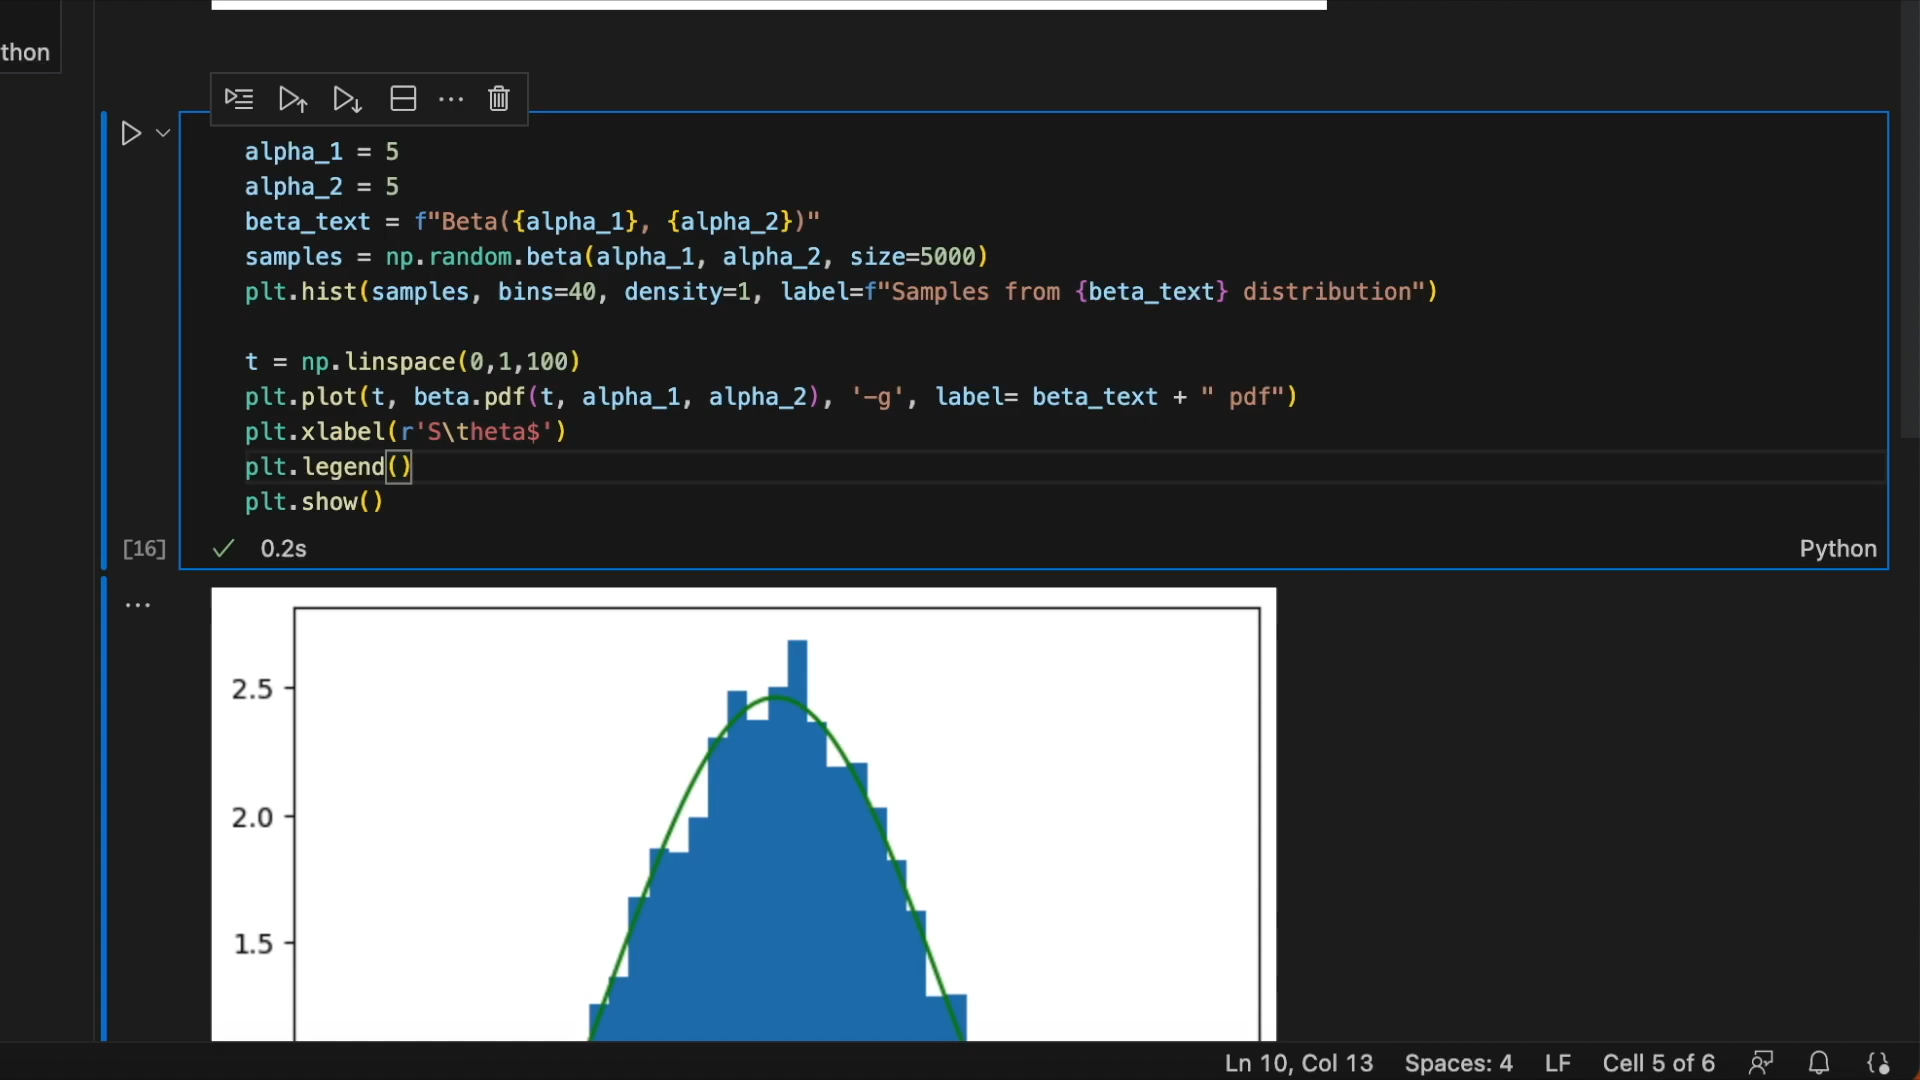 thon
alpha_1 = 5
alpha_2 = 5
beta_text = f"Beta({alpha_1}, {alpha_2})"
samples = np.random.beta(alpha_1, alpha_2, size=5000)
plt.hist(samples, bins=40, density=1, label=f"Samples from {beta_text} distribution")
t = np.linspace(0,1,100)
plt.plot(t, beta.pdf(t, alpha_1, alpha_2), '-g', label= beta_text + " pdf")
plt.xlabel(r'S\theta$')
plt.legend()
plt.show()
[16] 0.2s Python
2.5
2.0
1.5
Ln 10, Col 13 Spaces: 4 LF Cell 5 of 6